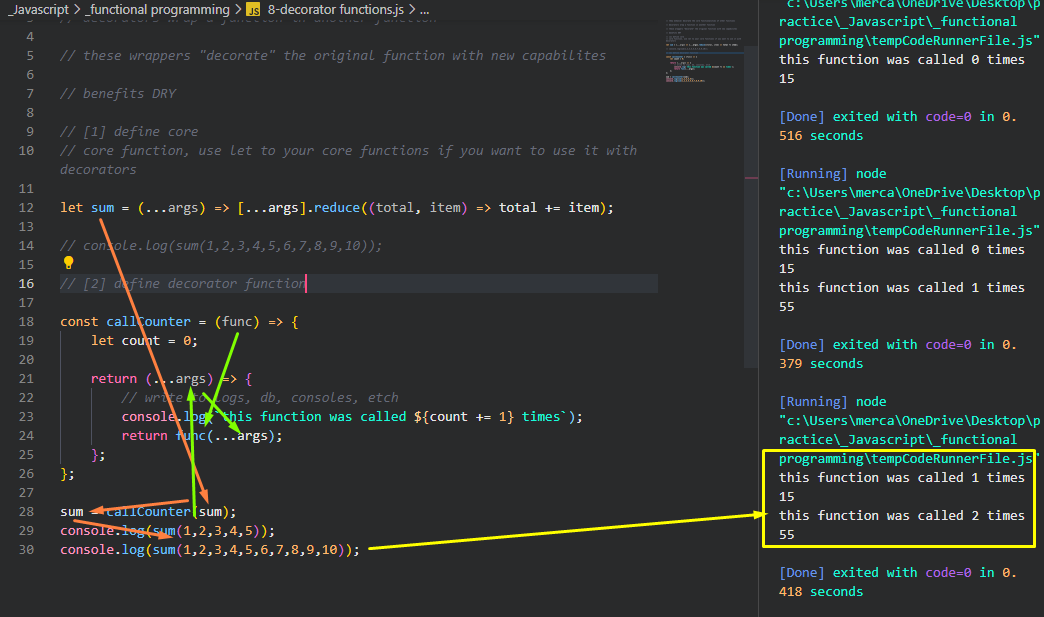 _Javascript > _functional programming > JS 8-decorator functions.js > ...
// decorators wrap a function in another function
4
5 // these wrappers "decorate" the original function with new capabilites
6
7 // benefits DRY
8
9 // [1] define core
10 // core function, use let to your core functions if you want to use it with
decorators
11
12 let sum = (...args) => [...args].reduce((total, item) => total += item);
13
14 // console.log(sum(1,2,3,4,5,6,7,8,9,10));
15
16 // [2] define decorator function
17
18 const callCounter = (func) => {
19 let count = 0;
20
21 return (...args) => {
22 // write to logs, db, consoles, etch
23 console.log(`this function was called ${count += 1} times`);
24 return func(...args);
25 };
26 };
27
28 sum = callCounter(sum);
29 console.log(sum(1,2,3,4,5));
30 console.log(sum(1,2,3,4,5,6,7,8,9,10));
"c:\Users\merca\OneDrive\Desktop\p
ractice\_Javascript\_functional
programming\tempCodeRunnerFile.js"
this function was called 0 times
15
[Done] exited with code=0 in 0.
516 seconds
[Running] node
"c:\Users\merca\OneDrive\Desktop\p
ractice\_Javascript\_functional
programming\tempCodeRunnerFile.js"
this function was called 0 times
15
this function was called 1 times
55
[Done] exited with code=0 in 0.
379 seconds
[Running] node
"c:\Users\merca\OneDrive\Desktop\p
ractice\_Javascript\_functional
programming\tempCodeRunnerFile.js"
this function was called 1 times
15
this function was called 2 times
55
[Done] exited with code=0 in 0.
418 seconds